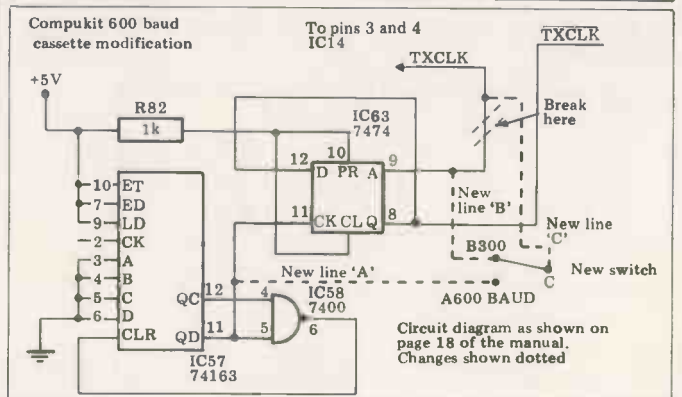 Compukit 600 baud
cassette modification
To pins 3 and 4
IC14
TXCLK
TXCLK
+5V
R82
1k
IC63
7474
Break
here
10
12 D PR A 9
11 CK CL Q 8
New
line 'B'
New line
'C'
B300
New switch
C
New line 'A'
A600 BAUD
10 ET
7 ED
9 LD
2 CK
3 A
4 B
5 C
6 D
CLR
QC 12
QD 11
4
5
6
IC58
7400
IC57
74163
Circuit diagram as shown on
page 18 of the manual.
Changes shown dotted